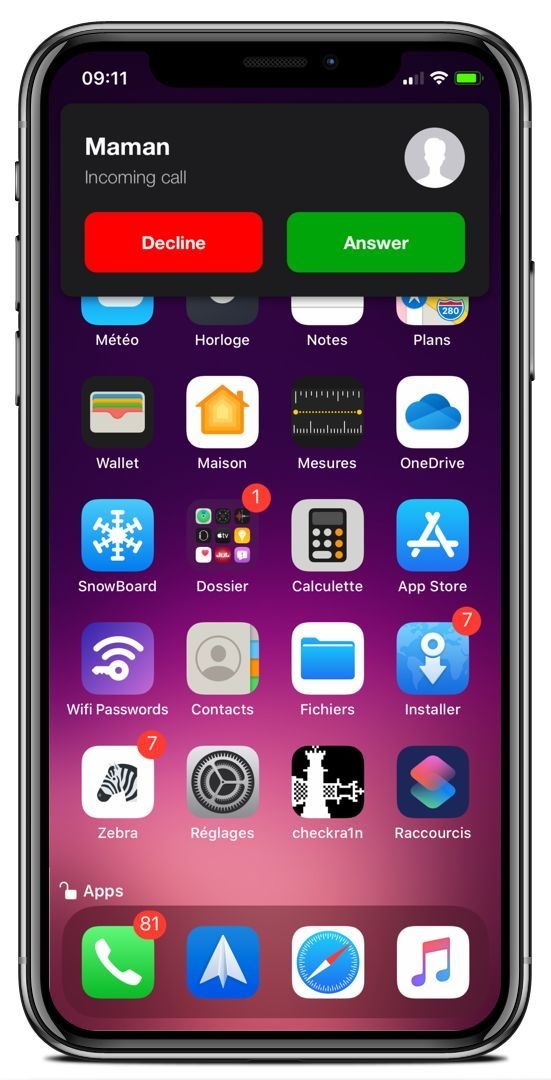 09:11
Maman
Incoming call
Decline
Answer
280
Météo
Horloge
Notes
Plans
Wallet
Maison
Mesures
OneDrive
1
SnowBoard
Dossier
Calculette
App Store
7
Wifi Passwords
Contacts
Fichiers
Installer
7
Zebra
Réglages
checkra1n
Raccourcis
Apps
81